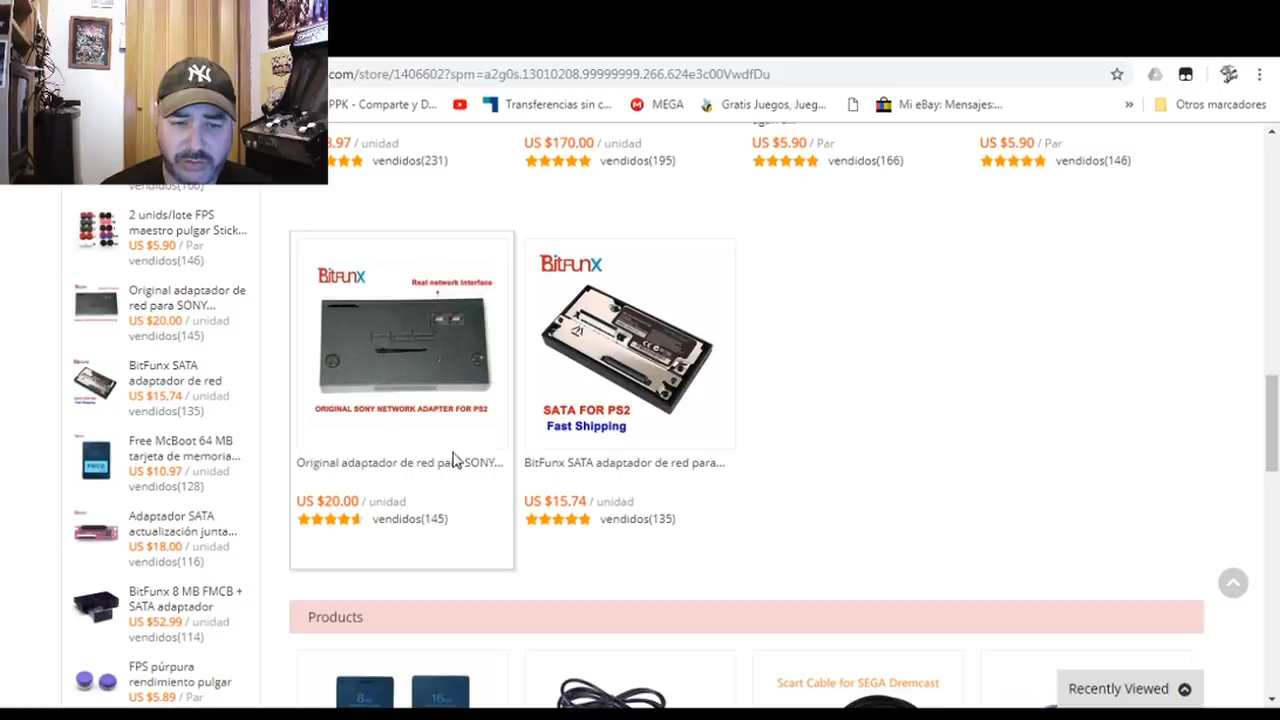 com/store/1406602?spm=a2g0s.13010208.99999999.266.624e3c00VwdfDu
PPK - Comparte y D...
Transferencias sin c...
MEGA
Gratis Juegos, Jueg...
Mi eBay: Mensajes:...
»
Otros marcadores
8.97 / unidad
US $170.00 / unidad
US $5.90 / Par
US $5.90 / Par
vendidos(231)
vendidos(195)
vendidos(166)
vendidos(146)
vendidos(166)
2 unids/lote FPS
maestro pulgar Stick...
US $5.90 / Par
vendidos(146)
Original adaptador de
red para SONY...
US $20.00 / unidad
vendidos(145)
BitFunx SATA
adaptador de red
US $15.74 / unidad
vendidos(135)
Free McBoot 64 MB
tarjeta de memoria...
US $10.97 / unidad
vendidos(128)
Adaptador SATA
actualización junta...
US $18.00 / unidad
vendidos(116)
BitFunx 8 MB FMCB +
SATA adaptador
US $52.99 / unidad
vendidos(114)
FPS púrpura
rendimiento pulgar
US $5.89 / Par
BitFunx
Real network Interface
ORIGINAL SONY NETWORK ADAPTER FOR PS2
Original adaptador de red para SONY...
US $20.00 / unidad
vendidos(145)
BitFunx
SATA FOR PS2
Fast Shipping
BitFunx SATA adaptador de red para...
US $15.74 / unidad
vendidos(135)
Products
8MB
16MB
Scart Cable for SEGA Dremcast
Recently Viewed